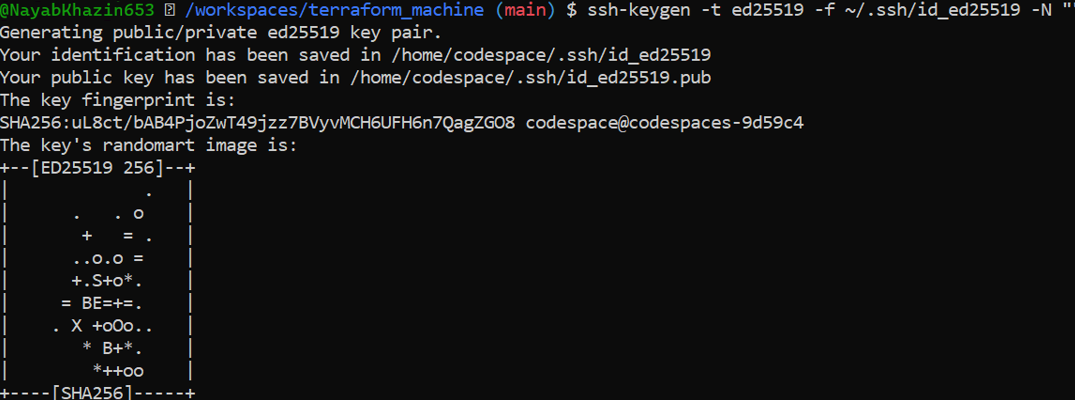 @NayabKhazin653 /workspaces/terraform_machine (main) $ ssh-keygen -t ed25519 -f ~/.ssh/id_ed25519 -N ""
Generating public/private ed25519 key pair.
Your identification has been saved in /home/codespace/.ssh/id_ed25519
Your public key has been saved in /home/codespace/.ssh/id_ed25519.pub
The key fingerprint is:
SHA256:uL8ct/bAB4PjoZwT49jzz7BVyvMCH6UFH6n7QagZGO8 codespace@codespaces-9d59c4
The key's randomart image is:
+--[ED25519 256]--+
|             .   |
|      .   . o    |
|       +   = .   |
|      ..o.o =    |
|      +.S+o*.    |
|     = BE=+=.    |
|    . X +oOo..   |
|       * B+*.    |
|        *++oo    |
+----[SHA256]-----+